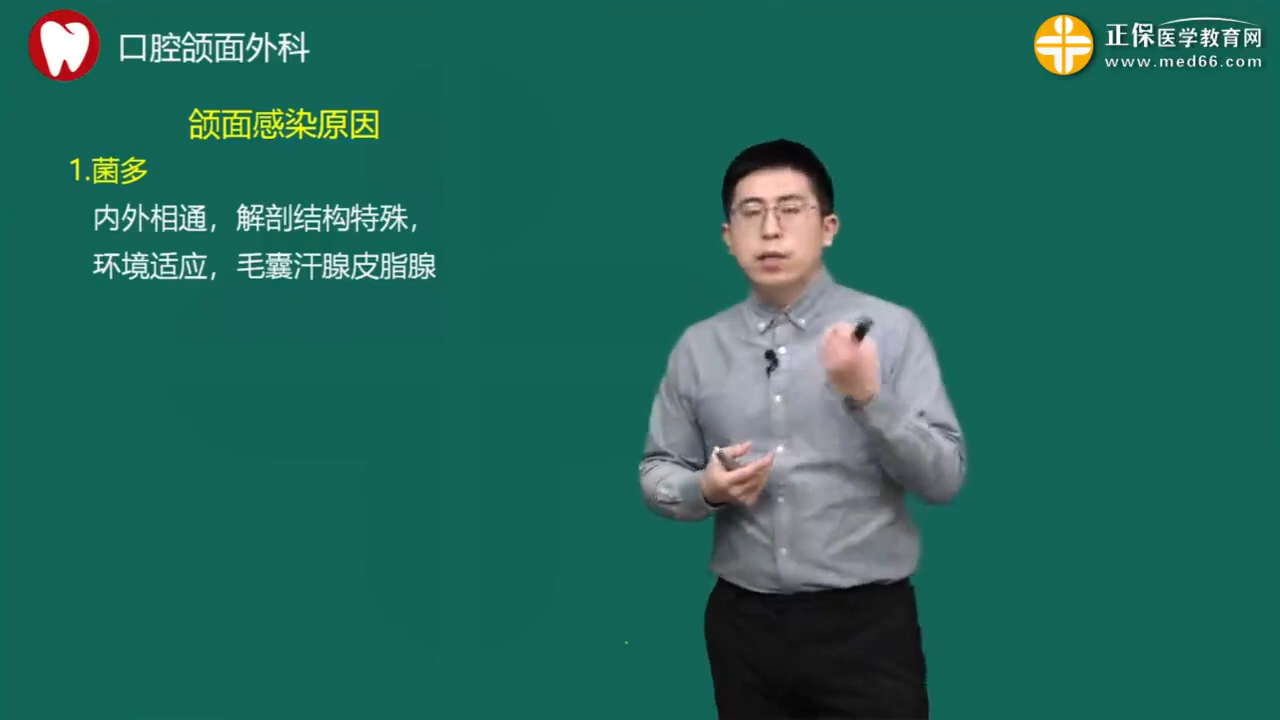 口腔颌面外科
正保医学教育网
www.med66.com
颌面感染原因
1.菌多
内外相通，解剖结构特殊，
环境适应，毛囊汗腺皮脂腺